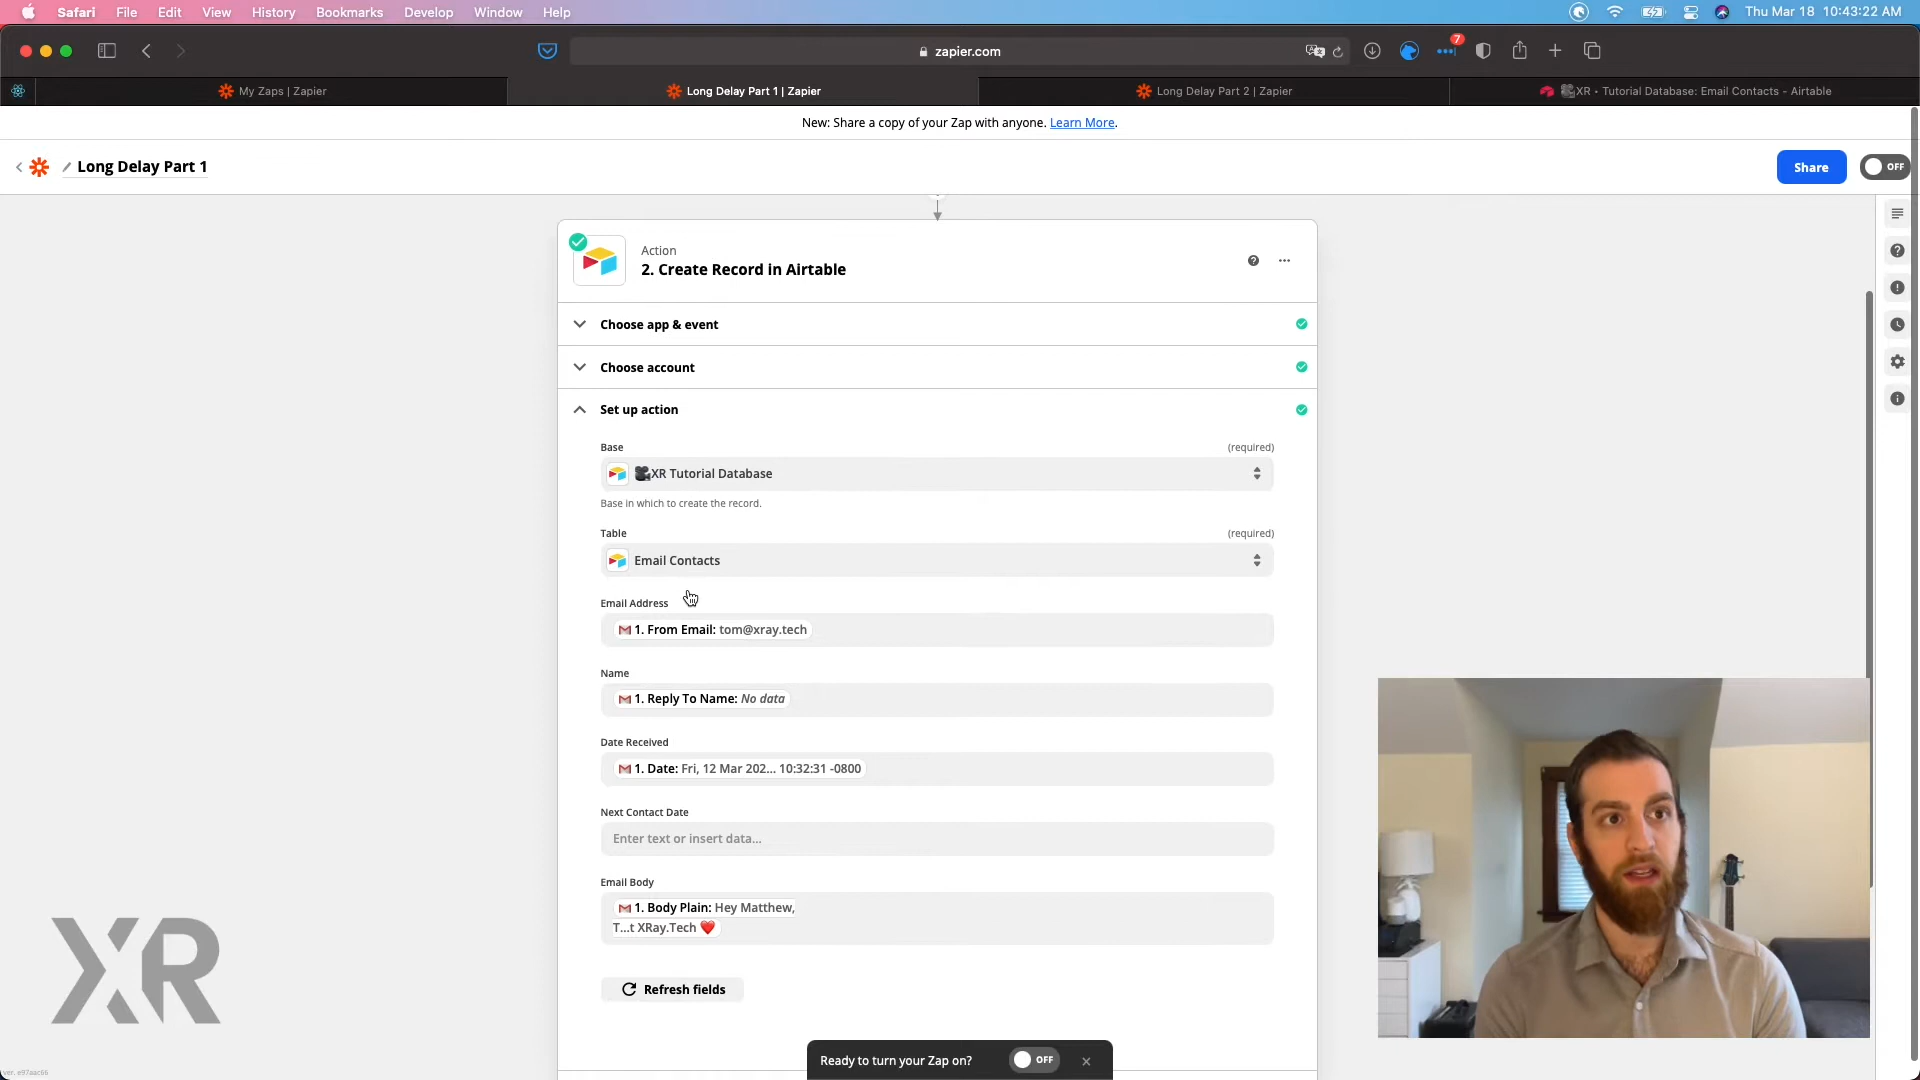 Safari File Edit View History Bookmarks Develop Window Help Thu Mar 18 10:43:22 AM
zapier.com 7
My Zaps | Zapier Long Delay Part 1 | Zapier Long Delay Part 2 | Zapier XR • Tutorial Database: Email Contacts - Airtable
New: Share a copy of your Zap with anyone. Learn More.
Long Delay Part 1 Share OFF
Action
2. Create Record in Airtable
Choose app & event
Choose account
Set up action
Base (required)
🎥XR Tutorial Database
Base in which to create the record.
Table (required)
Email Contacts
Email Address
1. From Email: tom@xray.tech
Name
1. Reply To Name: No data
Date Received
1. Date: Fri, 12 Mar 202... 10:32:31 -0800
Next Contact Date
Enter text or insert data...
Email Body
1. Body Plain: Hey Matthew,
T...t XRay.Tech ❤️
Refresh fields
XR
Ready to turn your Zap on? OFF
ver. e97aac66